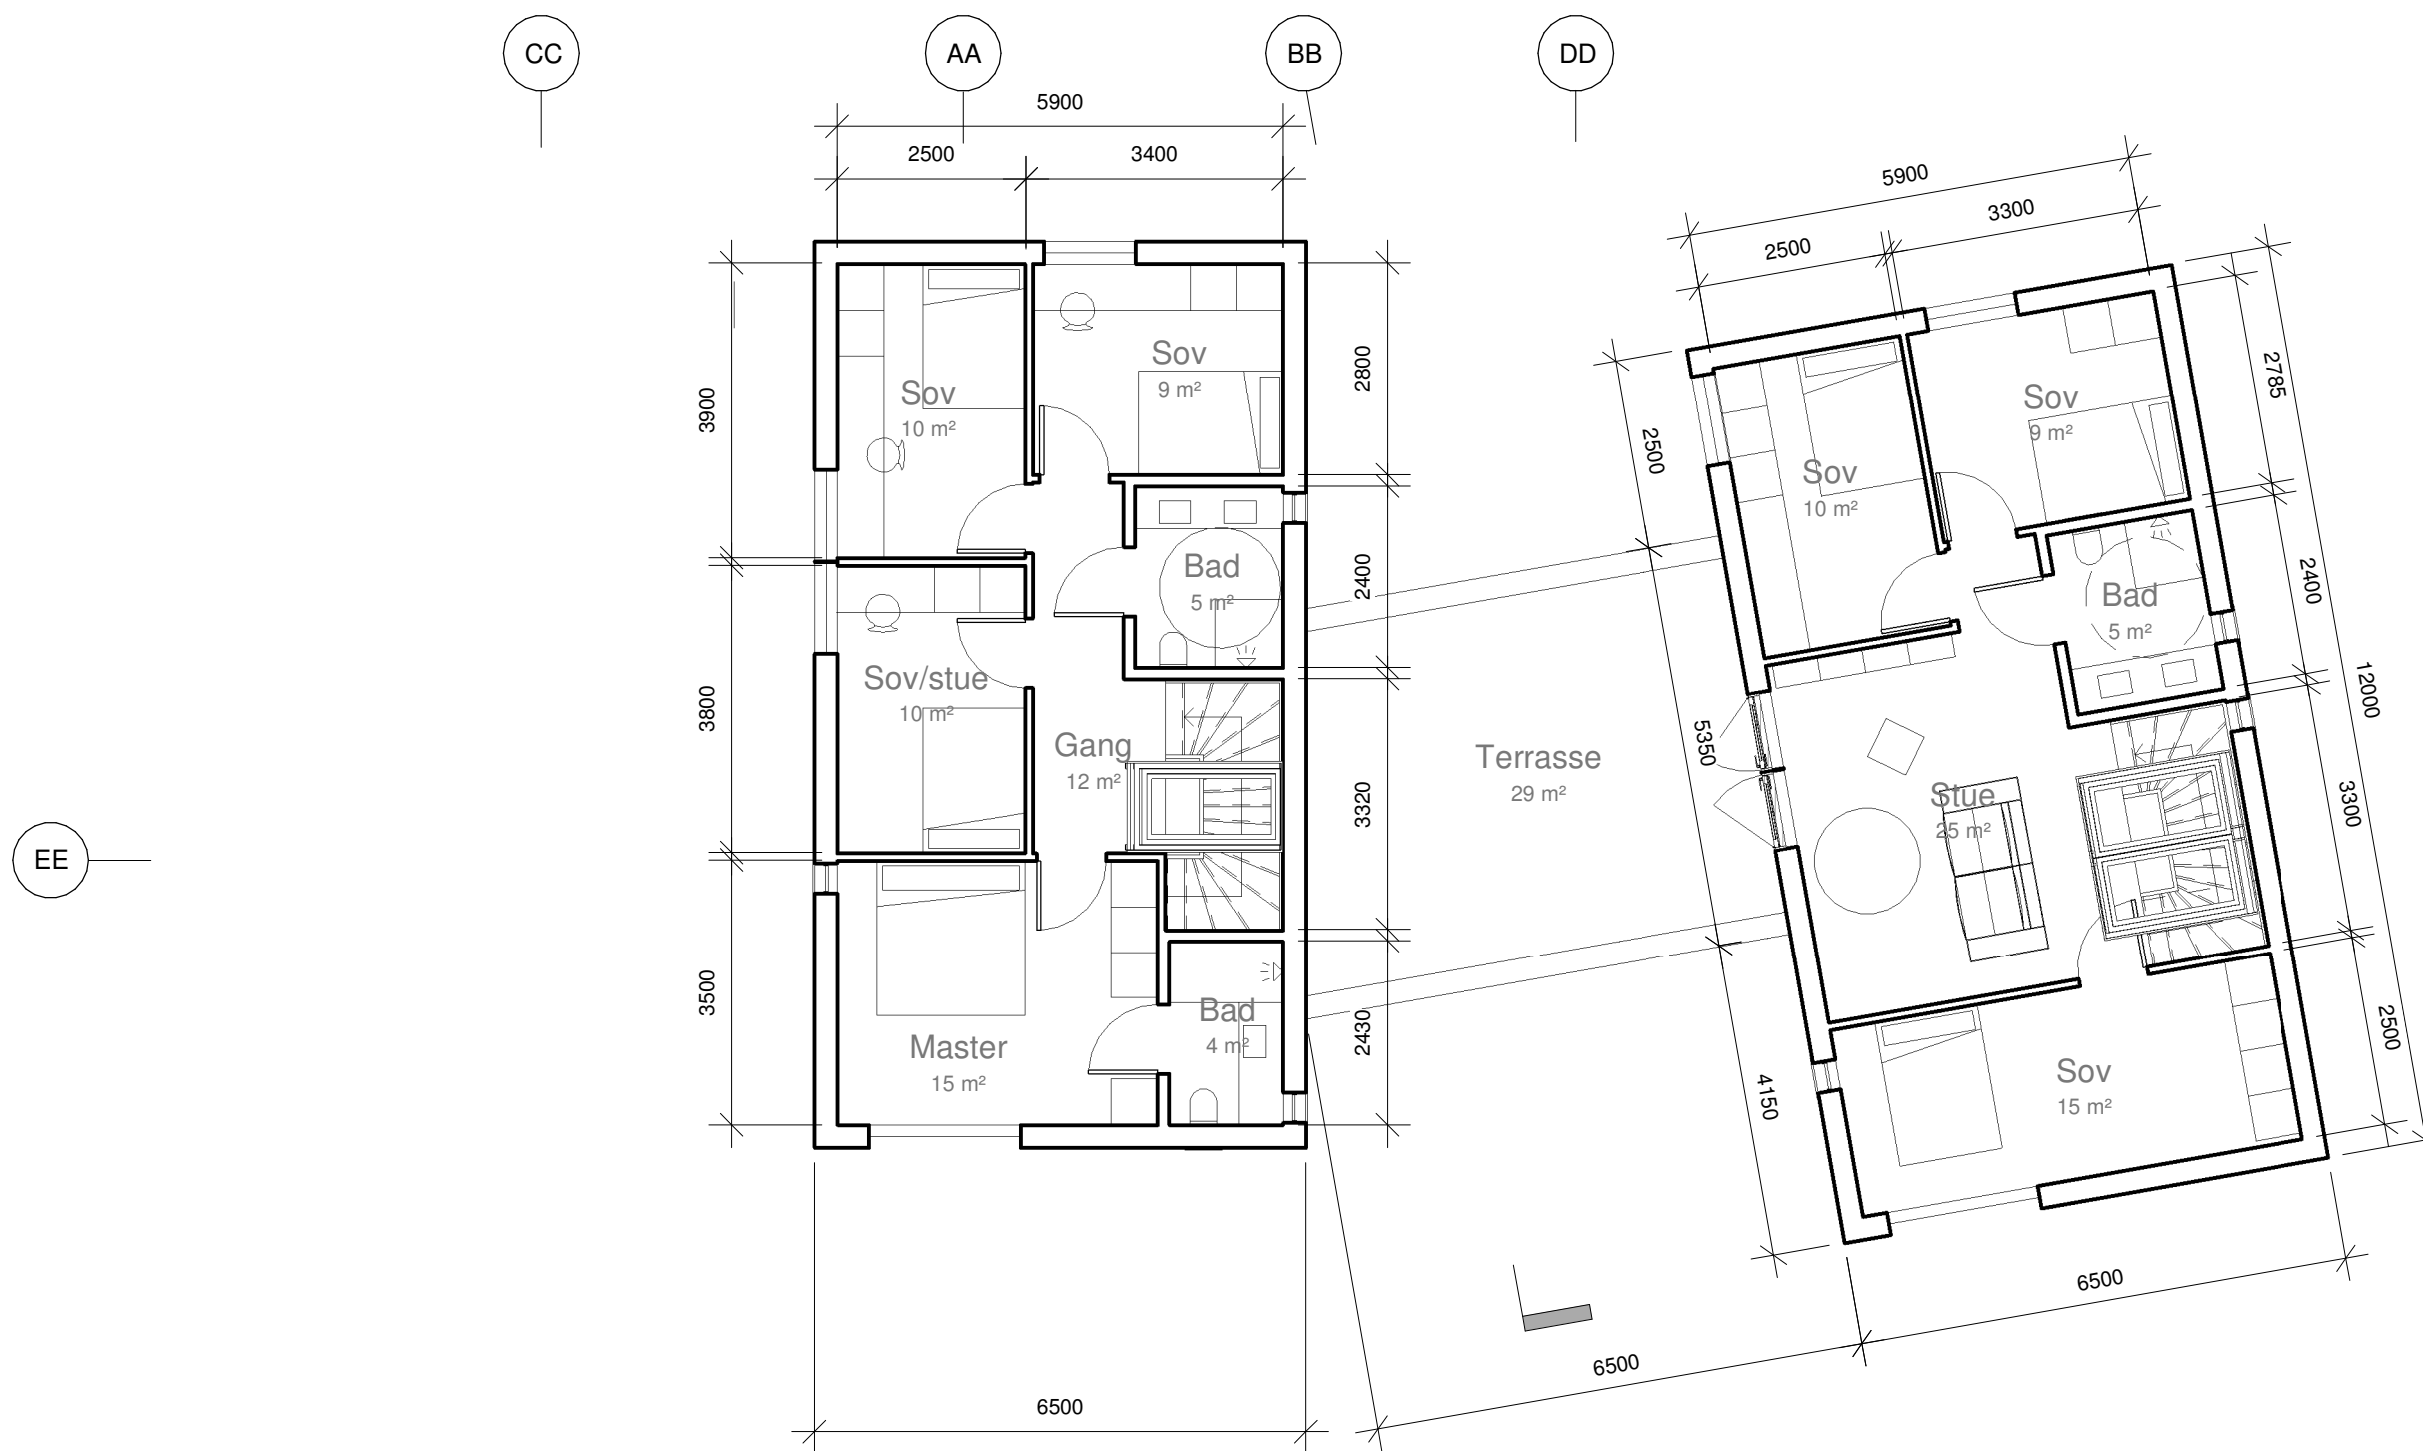 CC
AA
BB
DD
5900
2500
3400
5900
3300
2500
3900
3800
3500
2800
2400
3320
2430
2500
5350
4150
2785
2400
12000
3300
2500
Sov
10 m²
Sov
9 m²
Bad
5 m²
Sov/stue
10 m²
Gang
12 m²
Master
15 m²
Bad
4 m²
Terrasse
29 m²
Sov
10 m²
Sov
9 m²
Bad
5 m²
Stue
25 m²
Sov
15 m²
EE
6500
6500
6500